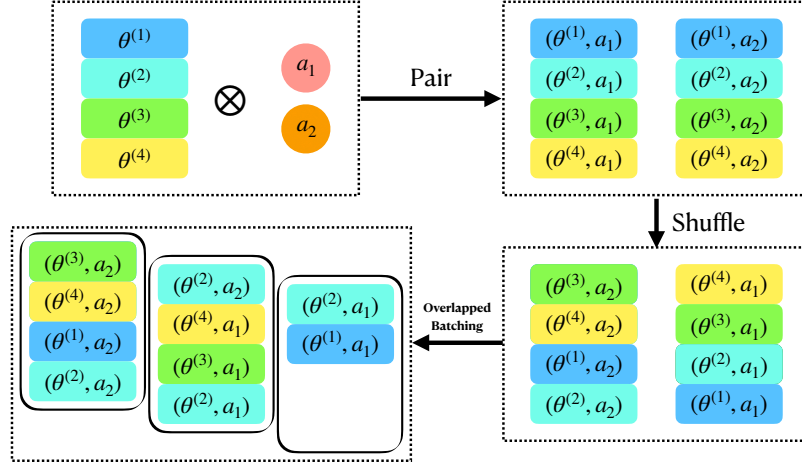 θ^(1)
θ^(2)
θ^(3)
θ^(4)
⊗
a_1
a_2
Pair
(θ^(1), a_1)
(θ^(2), a_1)
(θ^(3), a_1)
(θ^(4), a_1)
(θ^(1), a_2)
(θ^(2), a_2)
(θ^(3), a_2)
(θ^(4), a_2)
Shuffle
(θ^(3), a_2)
(θ^(4), a_2)
(θ^(1), a_2)
(θ^(2), a_2)
(θ^(4), a_1)
(θ^(3), a_1)
(θ^(2), a_1)
(θ^(1), a_1)
Overlapped
Batching
(θ^(3), a_2)
(θ^(4), a_2)
(θ^(1), a_2)
(θ^(2), a_2)
(θ^(2), a_2)
(θ^(4), a_1)
(θ^(3), a_1)
(θ^(2), a_1)
(θ^(2), a_1)
(θ^(1), a_1)